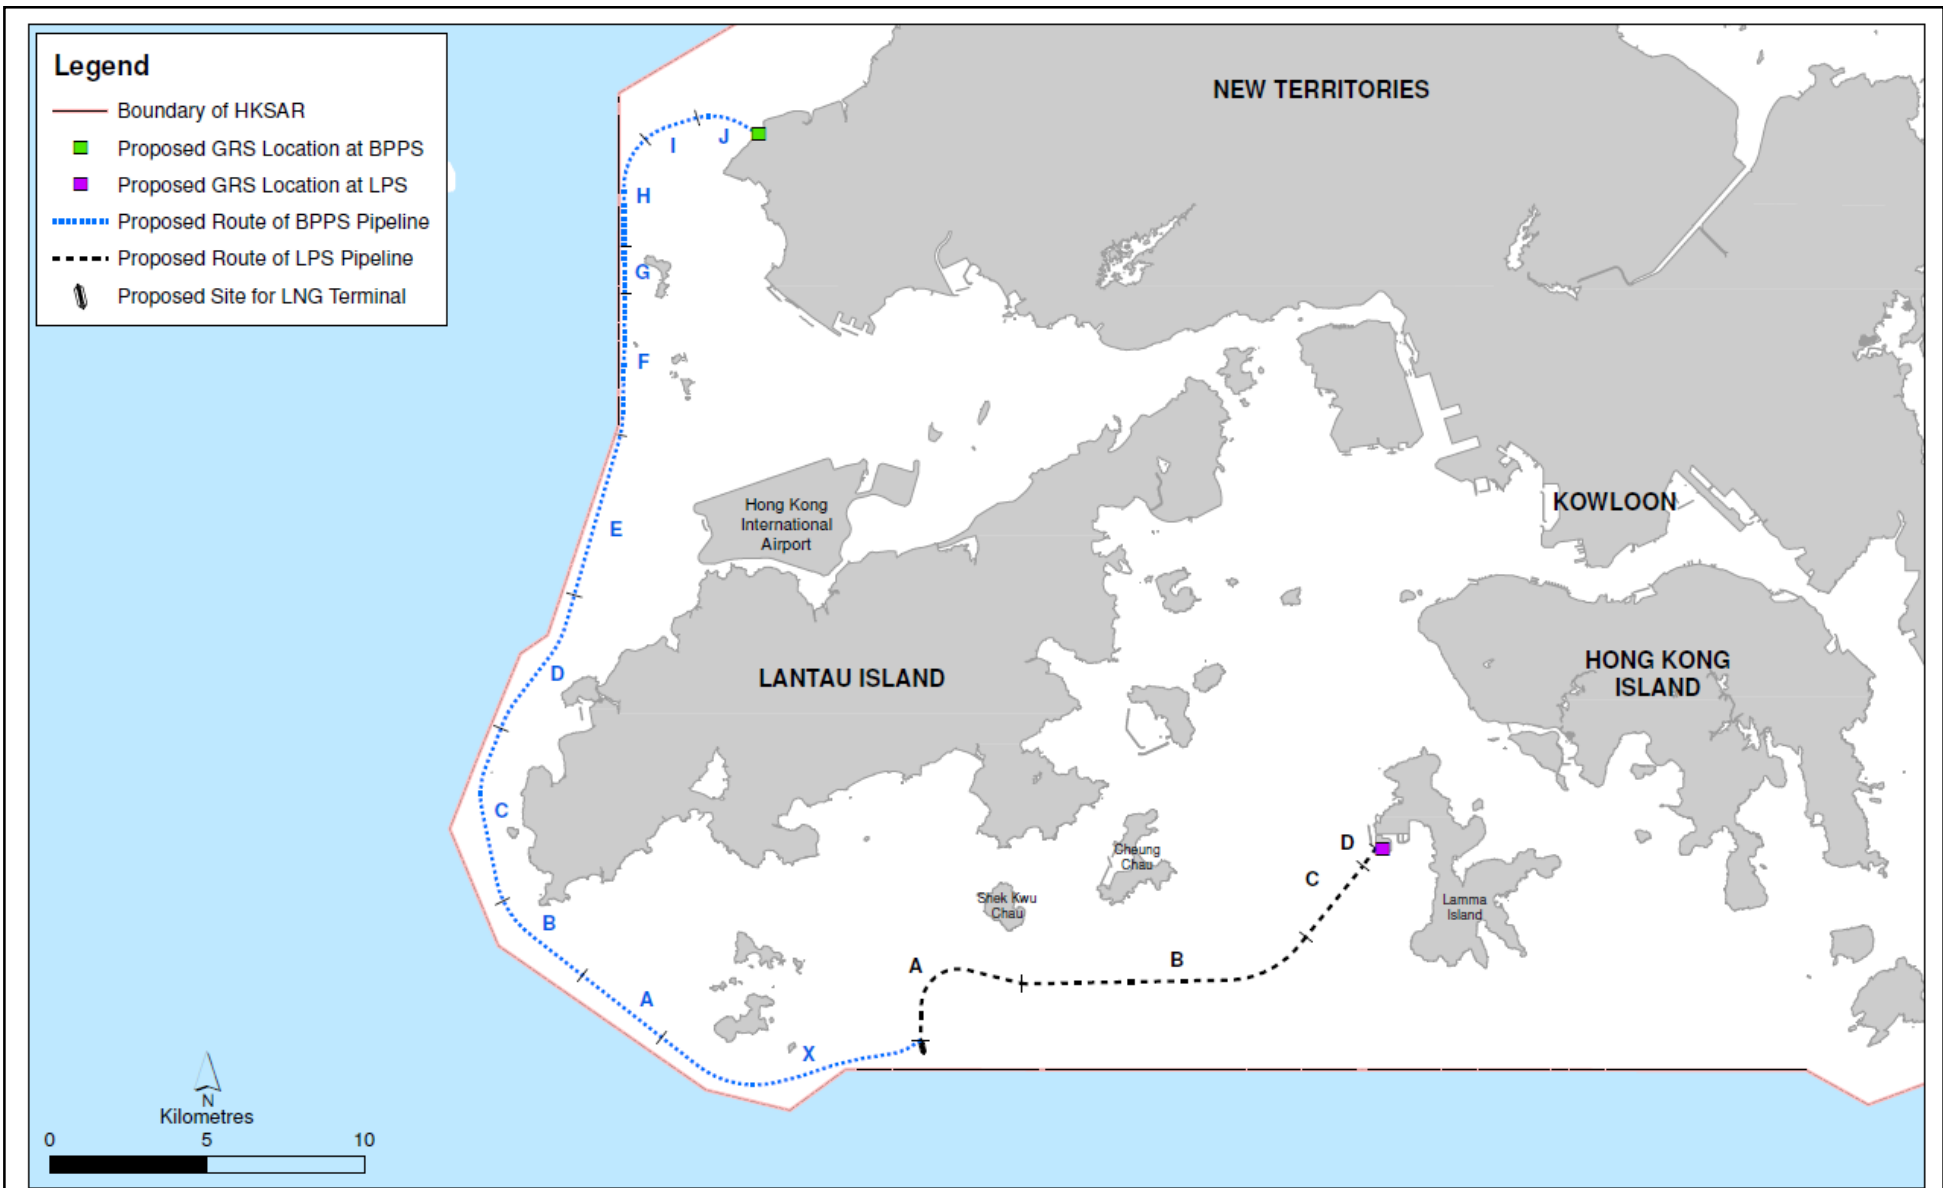 Legend
Boundary of HKSAR
Proposed GRS Location at BPPS
Proposed GRS Location at LPS
Proposed Route of BPPS Pipeline
Proposed Route of LPS Pipeline
Proposed Site for LNG Terminal
NEW TERRITORIES
J
I
H
G
F
E
D
C
B
A
X
Hong Kong
International
Airport
KOWLOON
LANTAU ISLAND
HONG KONG
ISLAND
Cheung
Chau
Shek Kwu
Chau
Lamma
Island
A
B
C
D
N
Kilometres
0 5 10